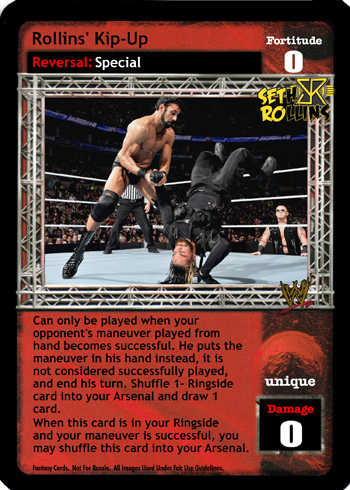 Rollins' Kip-Up
Fortitude
0
Reversal: Special
SETH
ROLLINS
Can only be played when your
opponent's maneuver played from
hand becomes successful. He puts the
maneuver in his hand instead, it is
not considered successfully played,
and end his turn. Shuffle 1- Ringside
card into your Arsenal and draw 1
card.
When this card is in your Ringside
and your maneuver is successful, you
may shuffle this card into your Arsenal.
unique
Damage
0
Fantasy Cards. Not For Resale. All Images Used Under Fair Use Guidelines.